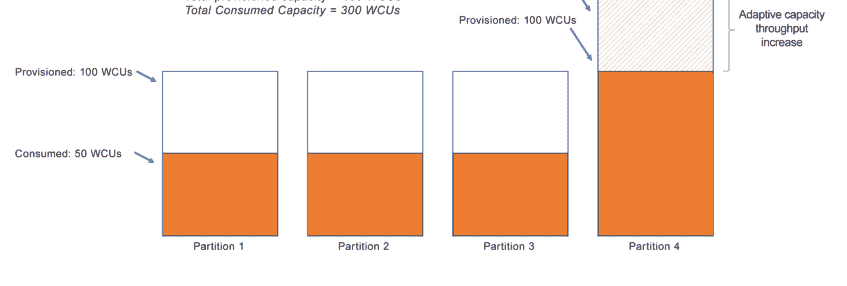 Total Consumed Capacity = 300 WCUs
Provisioned: 100 WCUs
Adaptive capacity
throughput
increase
Provisioned: 100 WCUs
Consumed: 50 WCUs
Partition 1
Partition 2
Partition 3
Partition 4